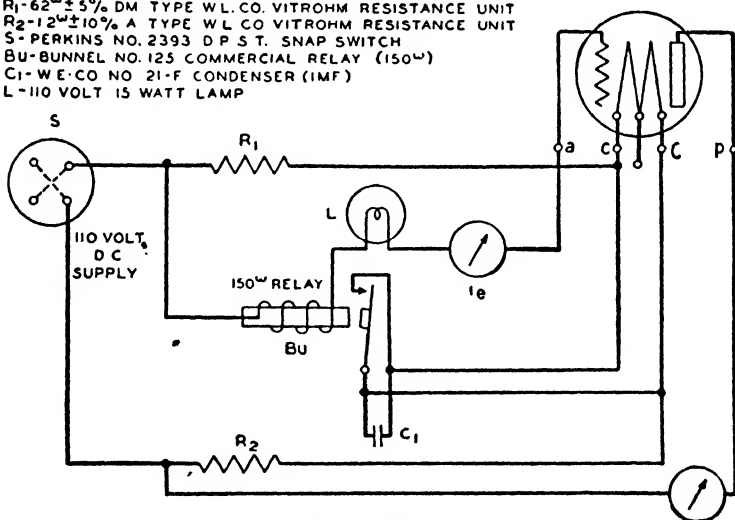 R1-62ω±5% DM TYPE WL. CO. VITROHM RESISTANCE UNIT
R2-12ω±10% A TYPE WL CO VITROHM RESISTANCE UNIT
S-PERKINS NO. 2393 D P S T. SNAP SWITCH
BU-BUNNEL NO. 125 COMMERCIAL RELAY (150ω)
C1-W E-CO NO 21-F CONDENSER (1MF)
L-110 VOLT 15 WATT LAMP
S
R1
a
c
C
P
L
110 VOLT
D C
SUPPLY
150ω RELAY
Ie
BU
C1
R2